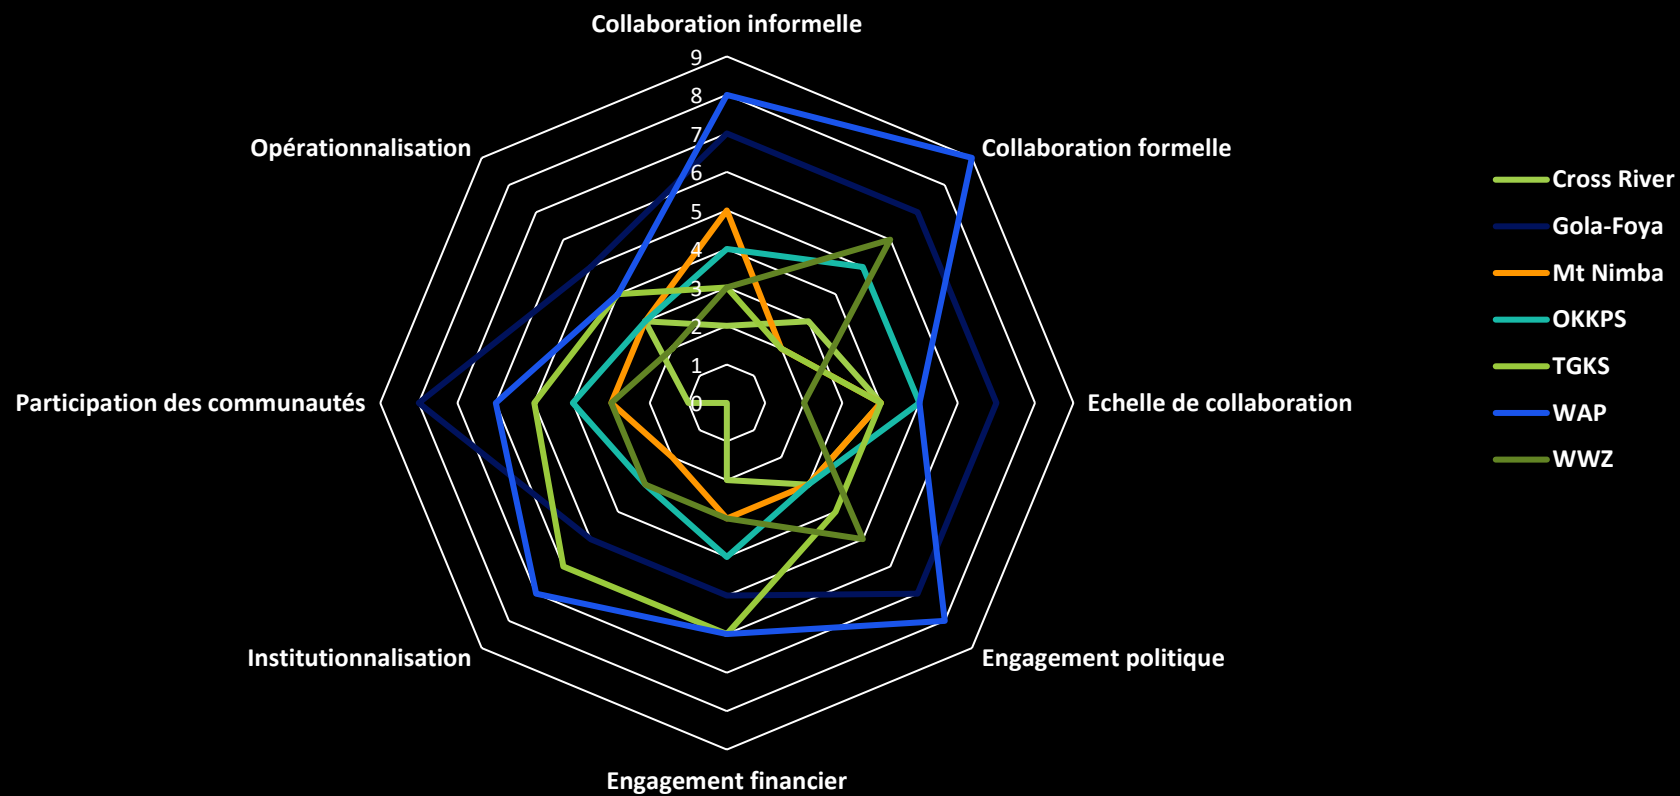 Collaboration informelle
9
8
7
6
5
4
3
2
1
0
Opérationnalisation
Collaboration formelle
Participation des communautés
Echelle de collaboration
Institutionnalisation
Engagement politique
Engagement financier
Cross River
Gola-Foya
Mt Nimba
OKKPS
TGKS
WAP
WWZ